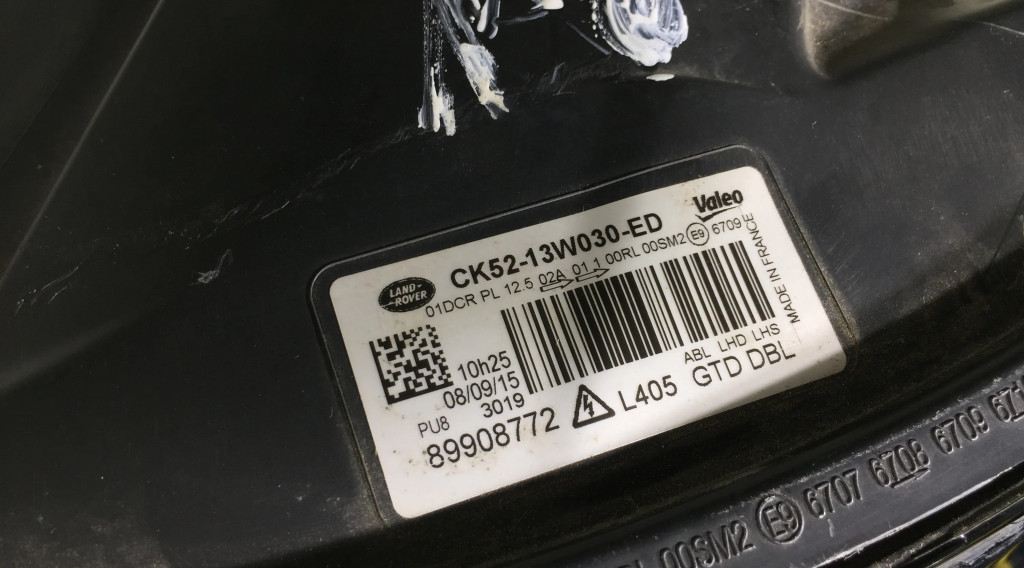 Valeo
LAND-
ROVER
CK52-13W030-ED
01DCR PL 12.5 02A 01 1 00RL 00SM2 E9 6709
MADE IN FRANCE
10h25
08/09/15
3019
PU8
89908772
L405
ABL LHD LHS
GTD DBL
00SM2 E9 6707 6708 6709